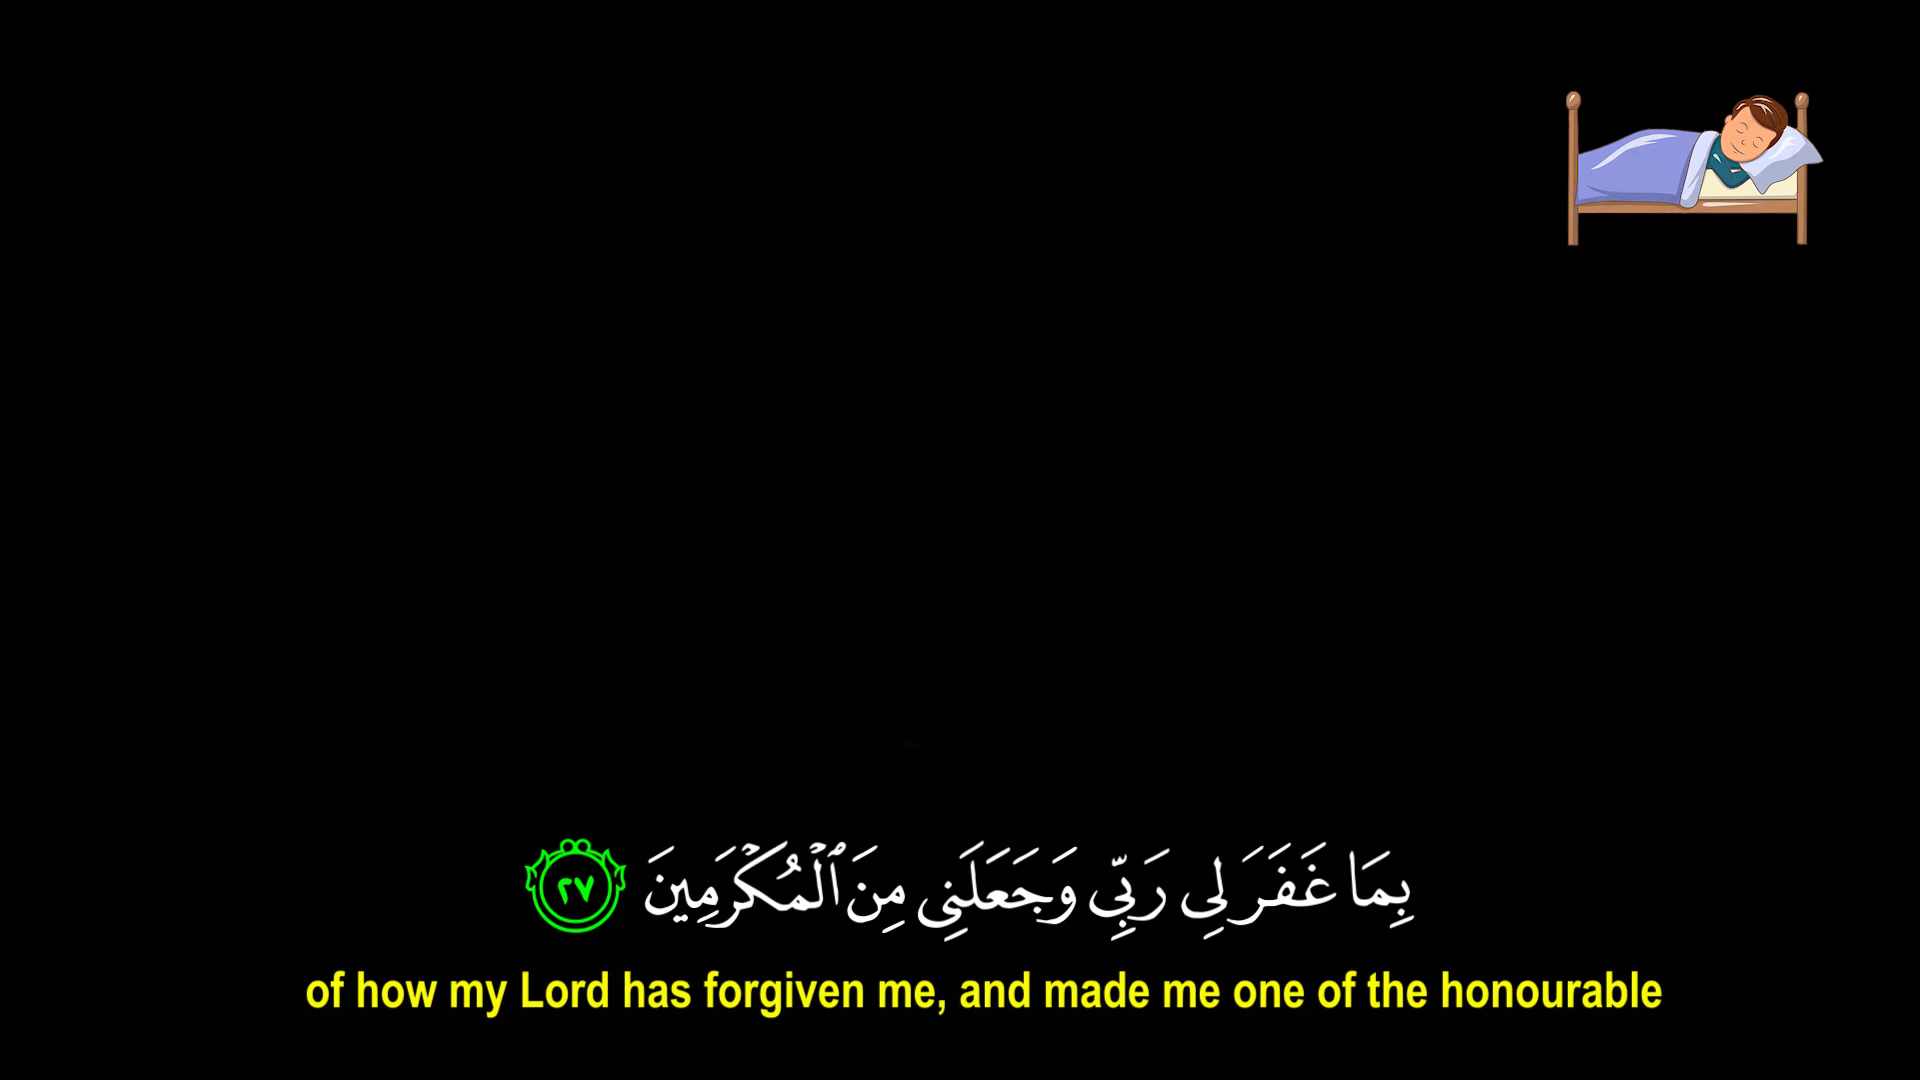 بِمَا غَفَرَ لِى رَبِّى وَجَعَلَنِى مِنَ ٱلْمُكْرَمِينَ ٢٧
of how my Lord has forgiven me, and made me one of the honourable